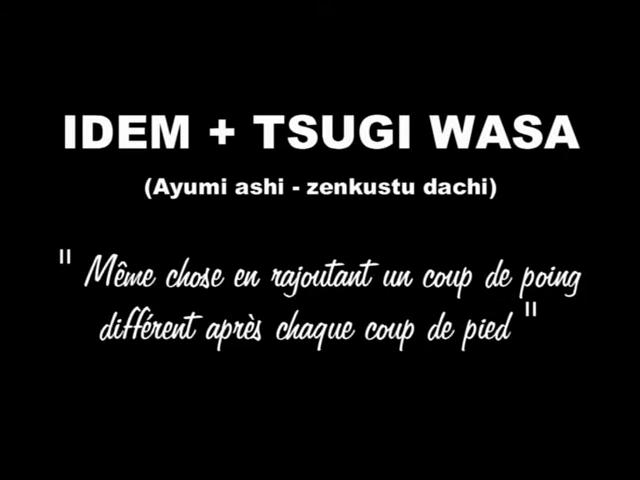 IDEM + TSUGI WASA
(Ayumi ashi - zenkustu dachi)
" Même chose en rajoutant un coup de poing
différent après chaque coup de pied "